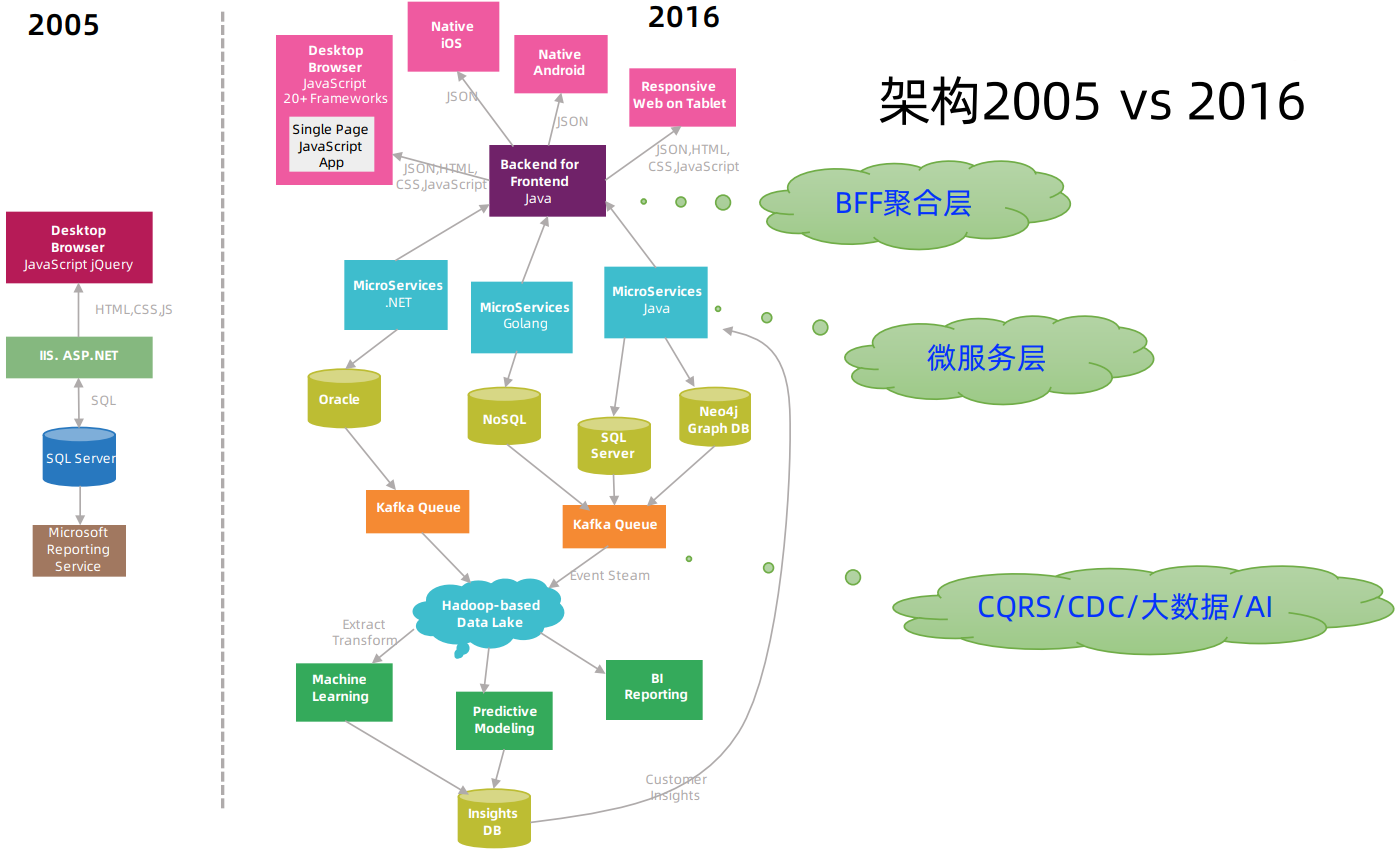 2005
2016
架构2005 vs 2016
Desktop
Browser
JavaScript jQuery
HTML,CSS,JS
IIS. ASP.NET
SQL
SQL Server
Microsoft
Reporting
Service
Desktop
Browser
JavaScript
20+ Frameworks
Single Page
JavaScript
App
Native
iOS
Native
Android
Responsive
Web on Tablet
JSON
JSON
JSON,HTML,
CSS,JavaScript
JSON,HTML,
CSS,JavaScript
Backend for
Frontend
Java
BFF聚合层
MicroServices
.NET
MicroServices
Golang
MicroServices
Java
微服务层
Oracle
NoSQL
SQL
Server
Neo4j
Graph DB
Kafka Queue
Kafka Queue
Event Steam
CQRS/CDC/大数据/AI
Hadoop-based
Data Lake
Extract
Transform
Machine
Learning
Predictive
Modeling
BI
Reporting
Customer
Insights
Insights
DB